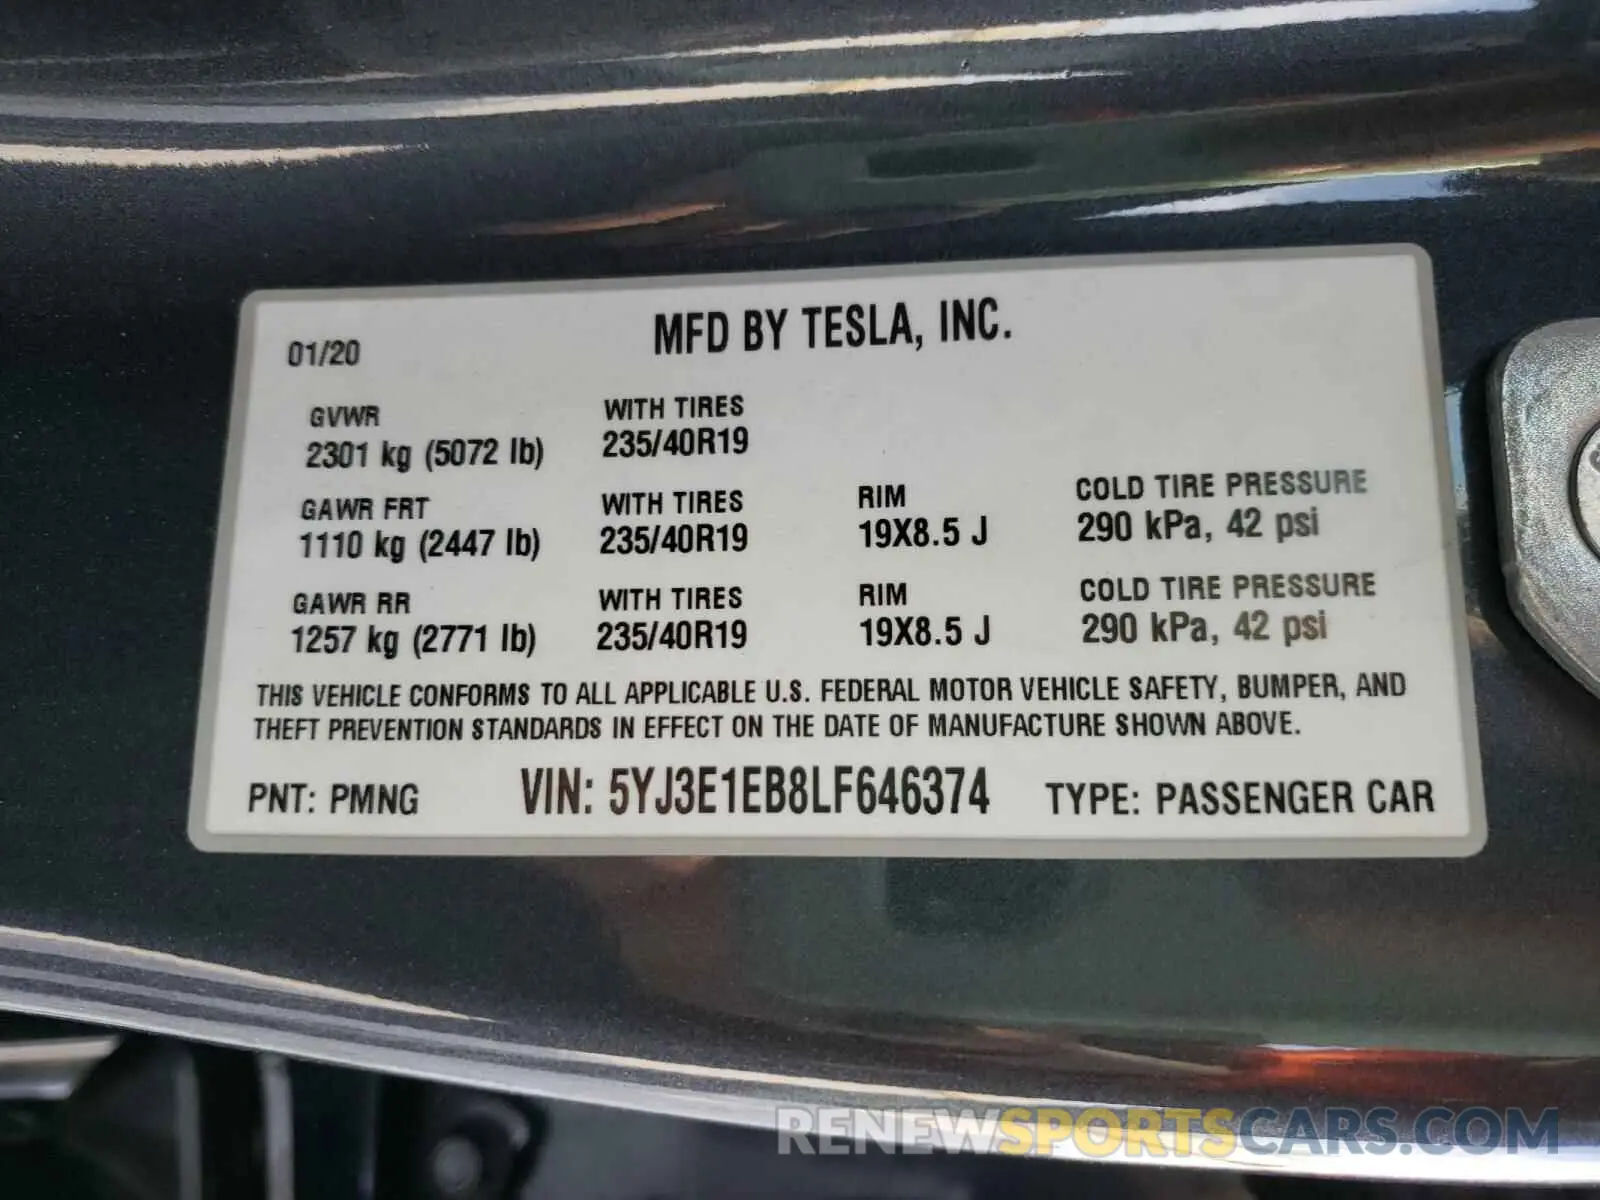 MFD BY TESLA, INC.
01/20
GVWR WITH TIRES
2301 kg (5072 lb) 235/40R19
GAWR FRT WITH TIRES RIM COLD TIRE PRESSURE
1110 kg (2447 lb) 235/40R19 19X8.5 J 290 kPa, 42 psi
GAWR RR WITH TIRES RIM COLD TIRE PRESSURE
1257 kg (2771 lb) 235/40R19 19X8.5 J 290 kPa, 42 psi
THIS VEHICLE CONFORMS TO ALL APPLICABLE U.S. FEDERAL MOTOR VEHICLE SAFETY, BUMPER, AND
THEFT PREVENTION STANDARDS IN EFFECT ON THE DATE OF MANUFACTURE SHOWN ABOVE.
PNT: PMNG VIN: 5YJ3E1EB8LF646374 TYPE: PASSENGER CAR
RENEWSPORTSCARS.COM